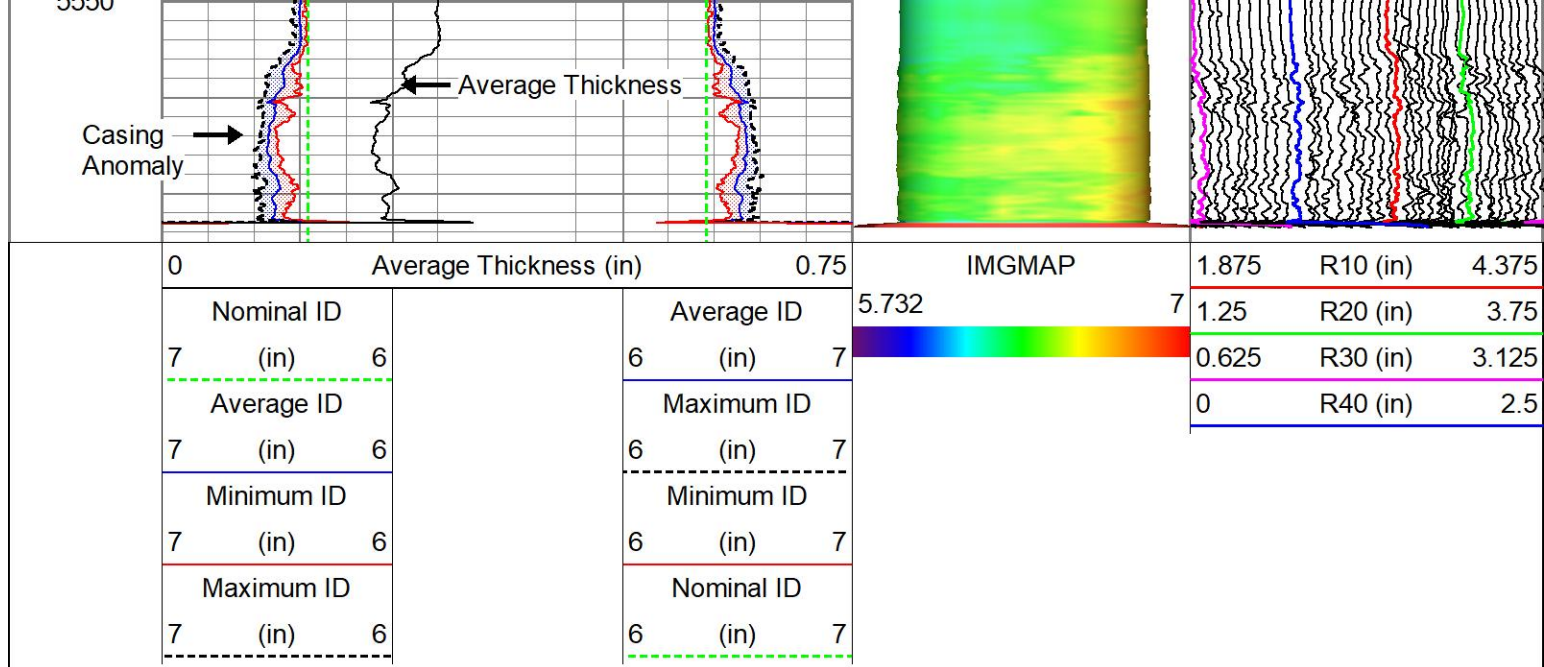 5550
Average Thickness
Casing
Anomaly
0 Average Thickness (in) 0.75
IMGMAP
1.875 R10 (in) 4.375
Nominal ID
Average ID
5.732 7
1.25 R20 (in) 3.75
7 (in) 6
6 (in) 7
0.625 R30 (in) 3.125
Average ID
Maximum ID
0 R40 (in) 2.5
7 (in) 6
6 (in) 7
Minimum ID
Minimum ID
7 (in) 6
6 (in) 7
Maximum ID
Nominal ID
7 (in) 6
6 (in) 7